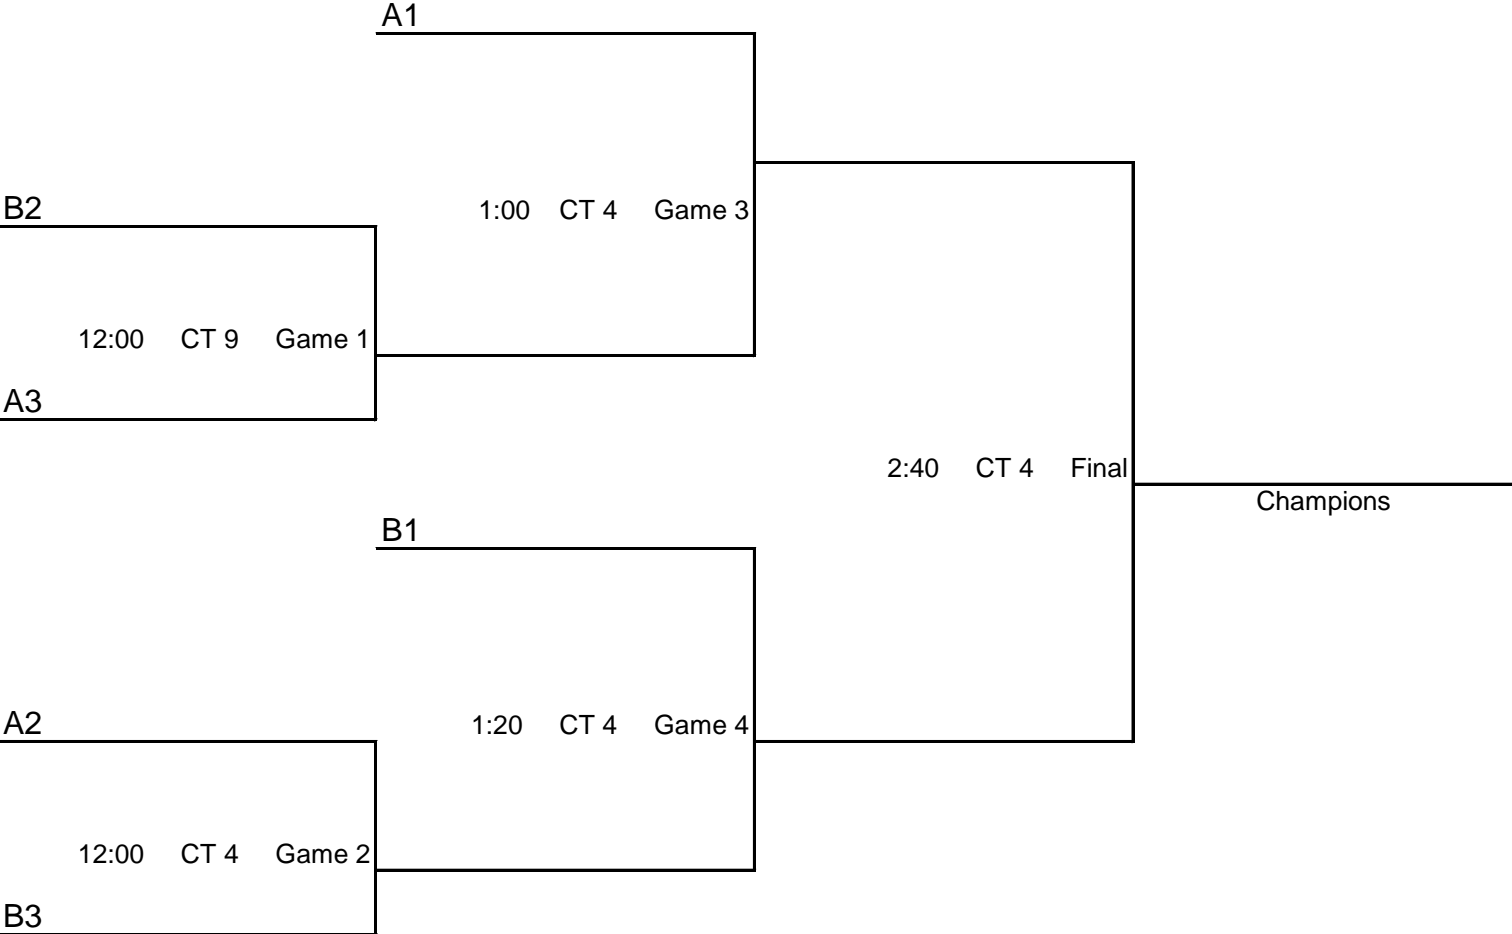 A1
B2
1:00 CT 4 Game 3
12:00 CT 9 Game 1
A3
2:40 CT 4 Final
Champions
B1
A2
1:20 CT 4 Game 4
12:00 CT 4 Game 2
B3